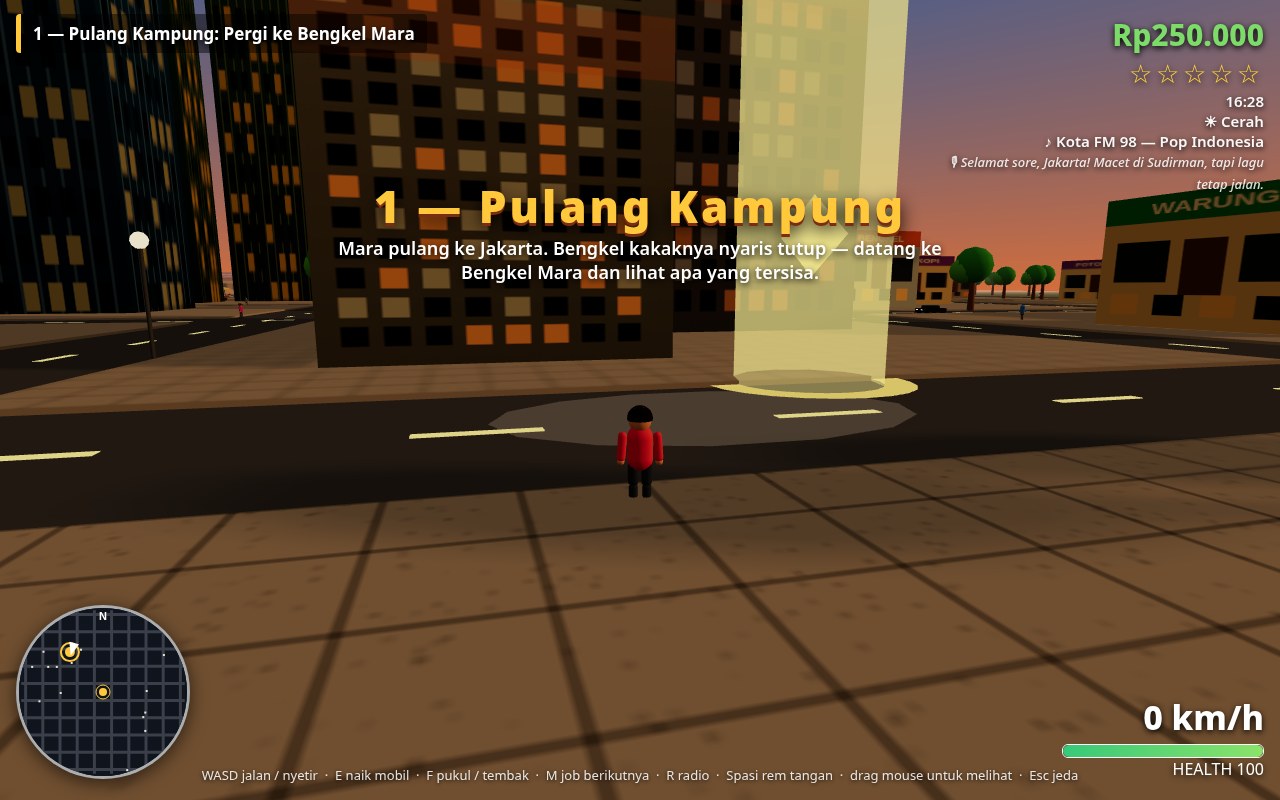 1 — Pulang Kampung: Pergi ke Bengkel Mara
Rp250.000
☆☆☆☆☆
16:28
☀ Cerah
♪ Kota FM 98 — Pop Indonesia
🎙 Selamat sore, Jakarta! Macet di Sudirman, tapi lagu
tetap jalan.
WARUNG
1 — Pulang Kampung
Mara pulang ke Jakarta. Bengkel kakaknya nyaris tutup — datang ke
Bengkel Mara dan lihat apa yang tersisa.
N
0 km/h
HEALTH 100
WASD jalan / nyetir · E naik mobil · F pukul / tembak · M job berikutnya · R radio · Spasi rem tangan · drag mouse untuk melihat · Esc jeda